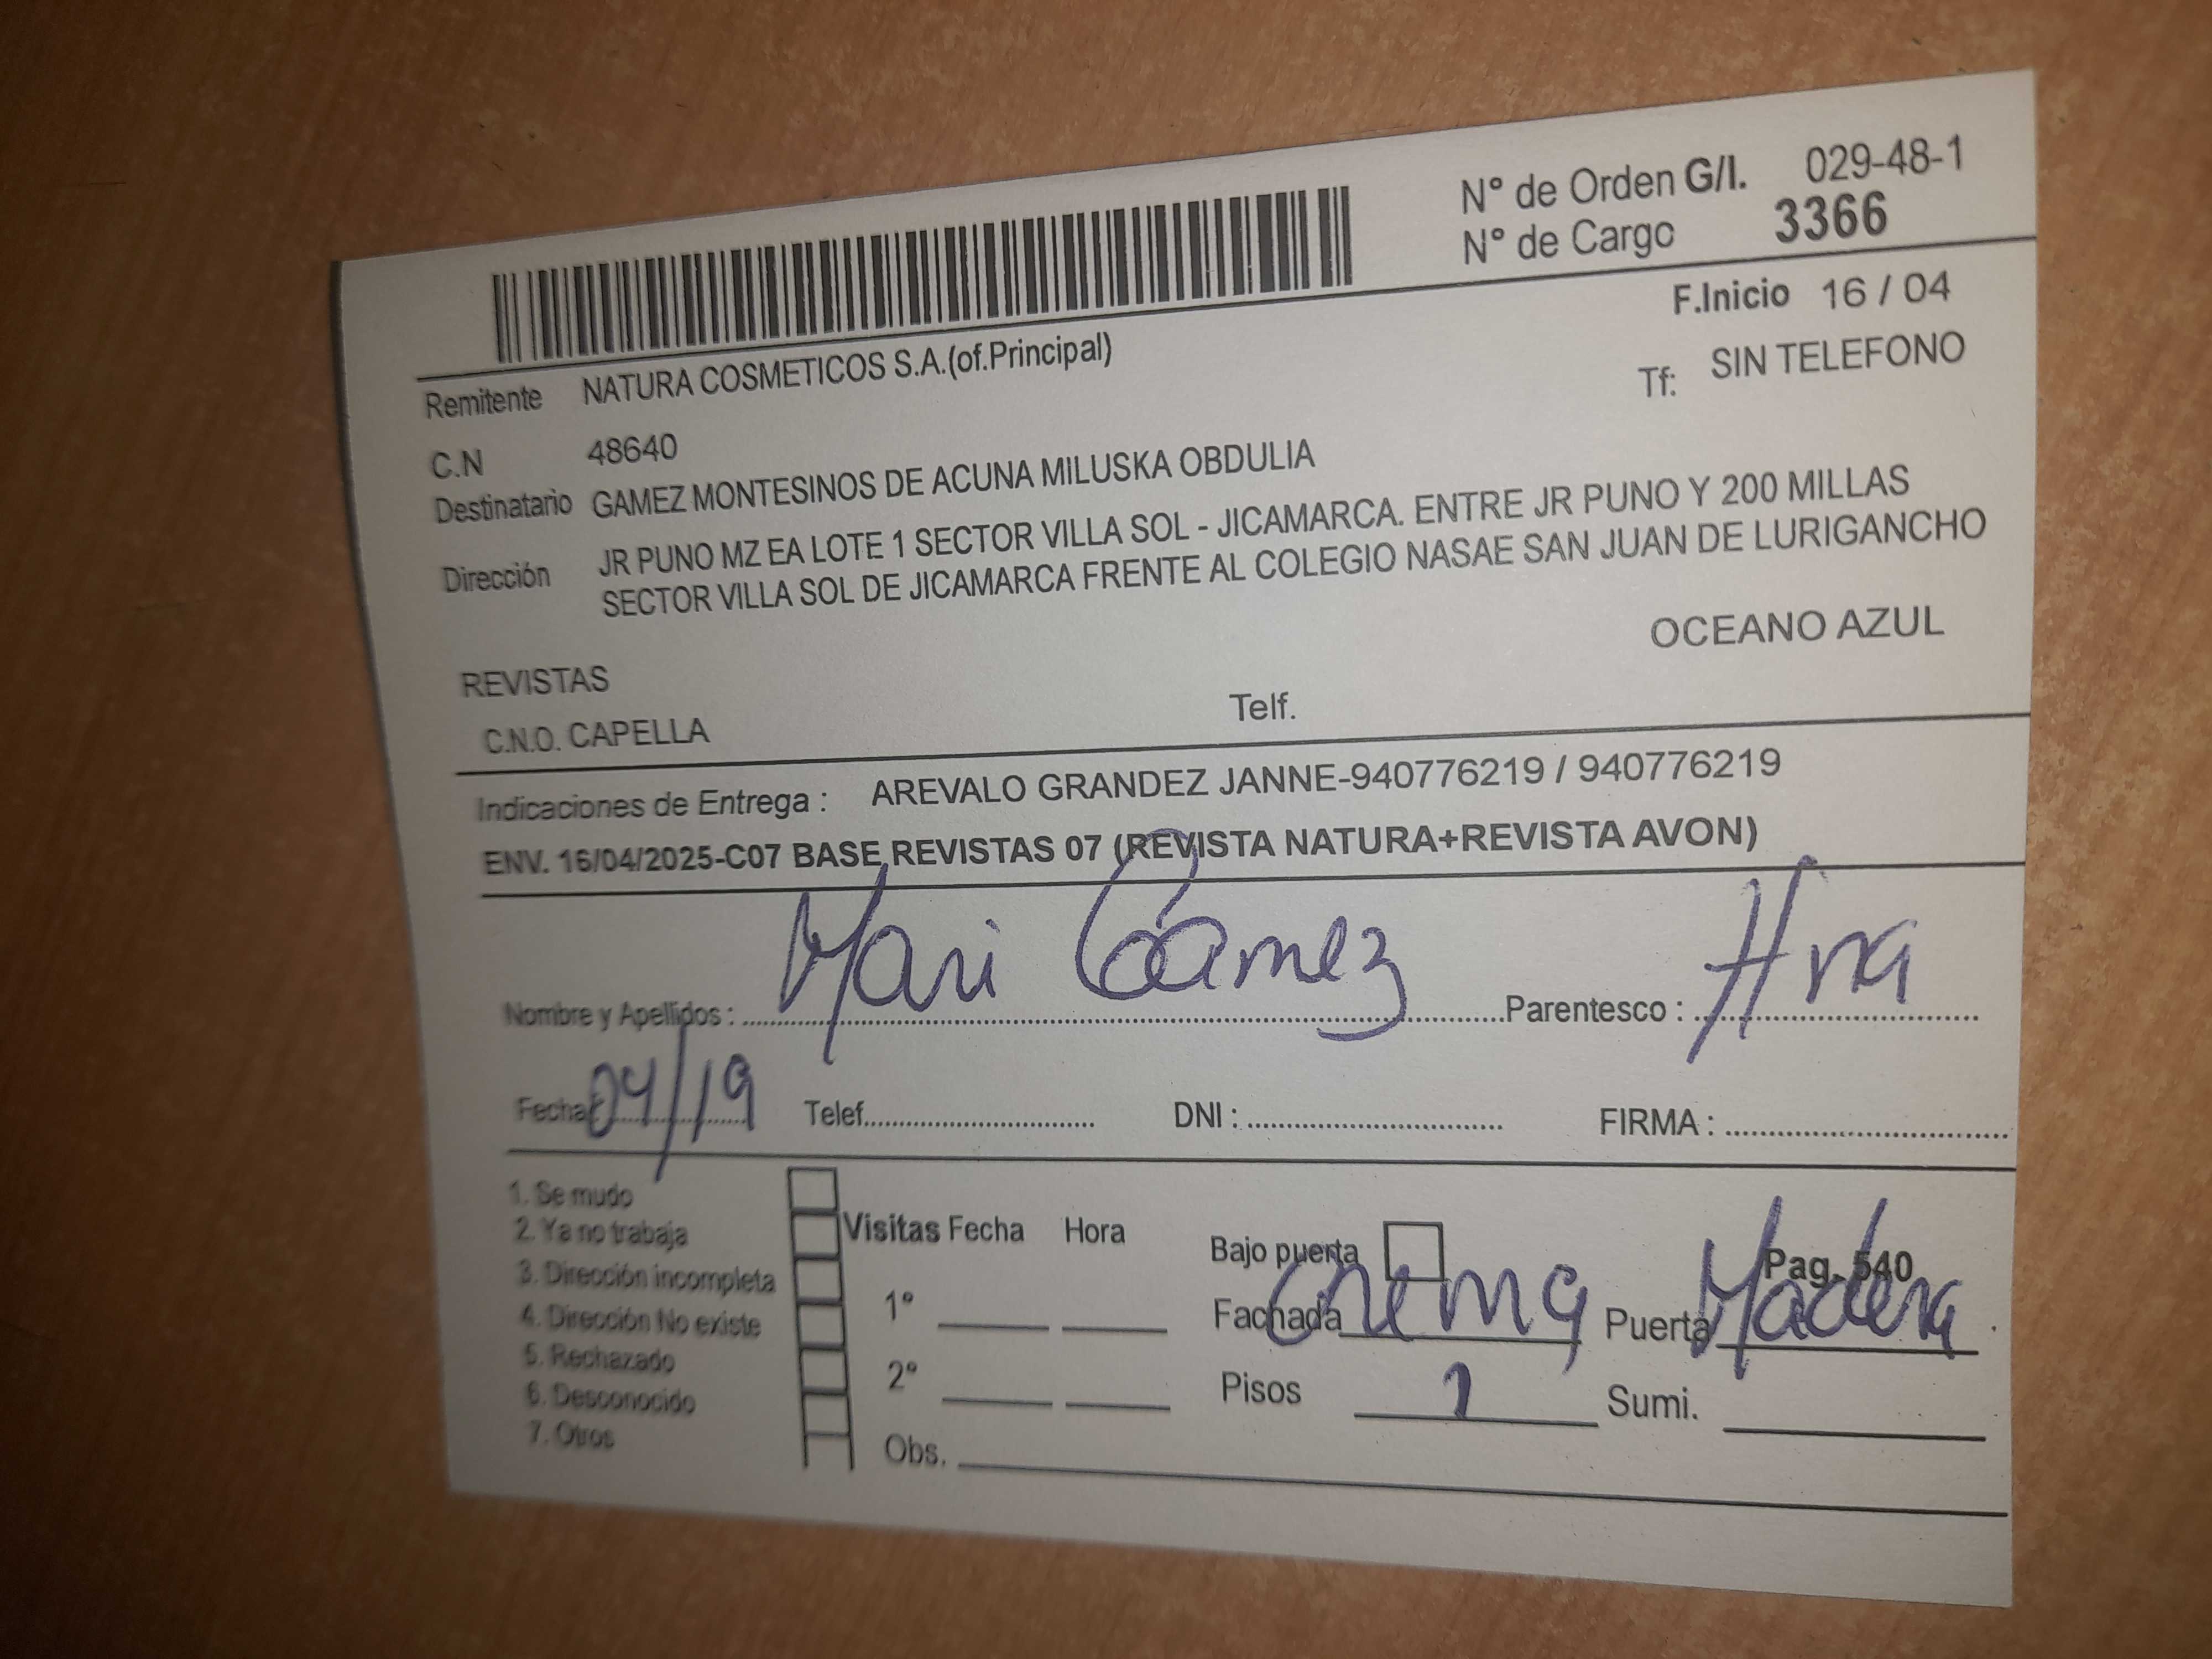 N° de Orden G/I. 029-48-1
N° de Cargo 3366
F.Inicio 16 / 04
Remitente NATURA COSMETICOS S.A.(of.Principal)
Tf: SIN TELEFONO
C.N 48640
Destinatario GAMEZ MONTESINOS DE ACUNA MILUSKA OBDULIA
Dirección JR PUNO MZ EA LOTE 1 SECTOR VILLA SOL - JICAMARCA. ENTRE JR PUNO Y 200 MILLAS
SECTOR VILLA SOL DE JICAMARCA FRENTE AL COLEGIO NASAE SAN JUAN DE LURIGANCHO
OCEANO AZUL
REVISTAS
C.N.O. CAPELLA Telf.
Indicaciones de Entrega : AREVALO GRANDEZ JANNE-940776219 / 940776219
ENV. 16/04/2025-C07 BASE REVISTAS 07 (REVISTA NATURA+REVISTA AVON)
Nombre y Apellidos : Mari Gamez Parentesco : Hna
Fecha: 04/19 Telef. DNI : FIRMA :
1. Se mudo
2. Ya no trabaja
3. Dirección incompleta
4. Dirección No existe
5. Rechazado
6. Desconocido
7. Otros
Visitas Fecha Hora
1°
2°
Obs.
Bajo puerta Pag. 540
Fachada Crema Puerta Madera
Pisos 1 Sumi.